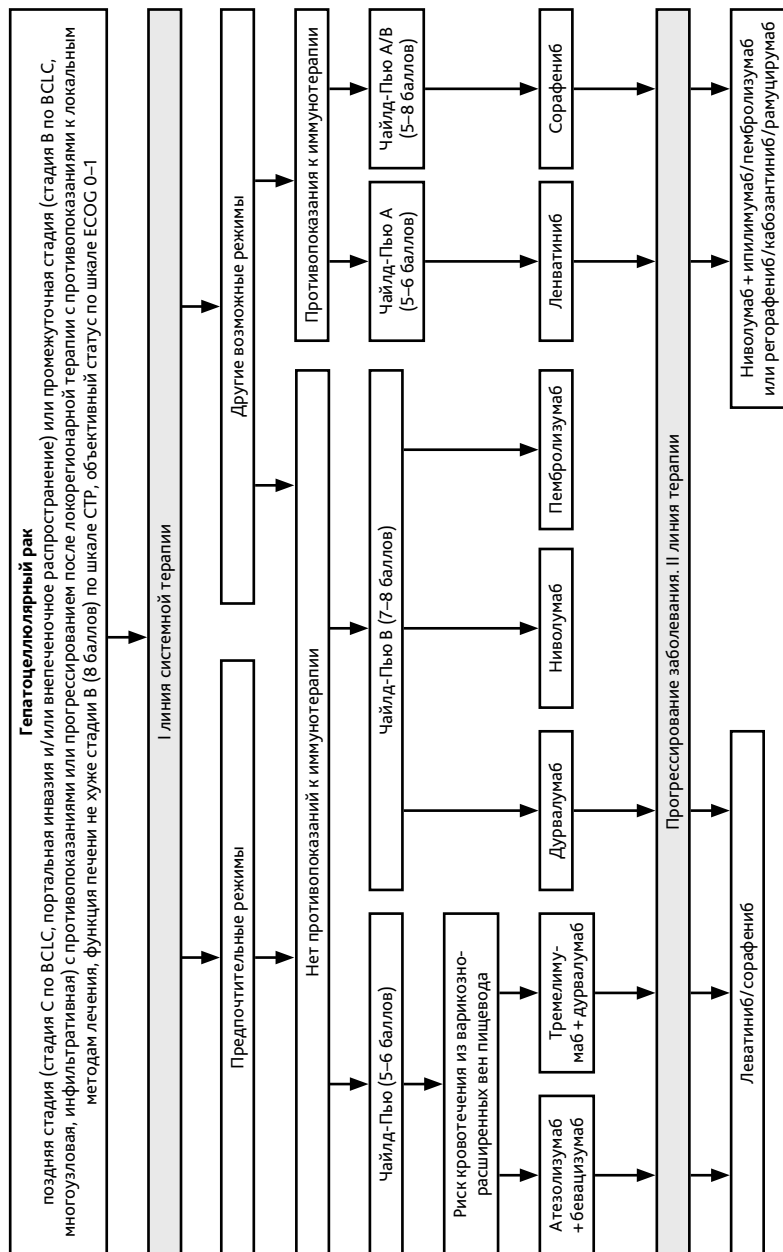 Гепатоцеллюлярный рак
поздняя стадия (стадия С по BCLC, портальная инвазия и/или внепеченочное распространение) или промежуточная стадия (стадия В по BCLC,
многоузловая, инфильтративная) с противопоказаниями или прогрессированием после локорегионарной терапии с противопоказаниями к локальным
методам лечения, функция печени не хуже стадии В (8 баллов) по шкале СТР, объективный статус по шкале ECOG 0–1
I линия системной терапии
Предпочтительные режимы
Другие возможные режимы
Нет противопоказаний к иммунотерапии
Противопоказания к иммунотерапии
Чайлд-Пью (5–6 баллов)
Чайлд-Пью В (7–8 баллов)
Чайлд-Пью А
(5–6 баллов)
Чайлд-Пью А/В
(5–8 баллов)
Риск кровотечения из варикозно-
расширенных вен пищевода
Атезолизумаб
+ бевацизумаб
Тремелиму-
маб + дурвалумаб
Дурвалумаб
Ниволумаб
Пембролизумаб
Ленватиниб
Сорафениб
Прогрессирование заболевания. II линия терапии
Леватиниб/сорафениб
Ниволумаб + ипилимумаб/пембролизумаб
или регорафениб/кабозантиниб/рамуцирумаб